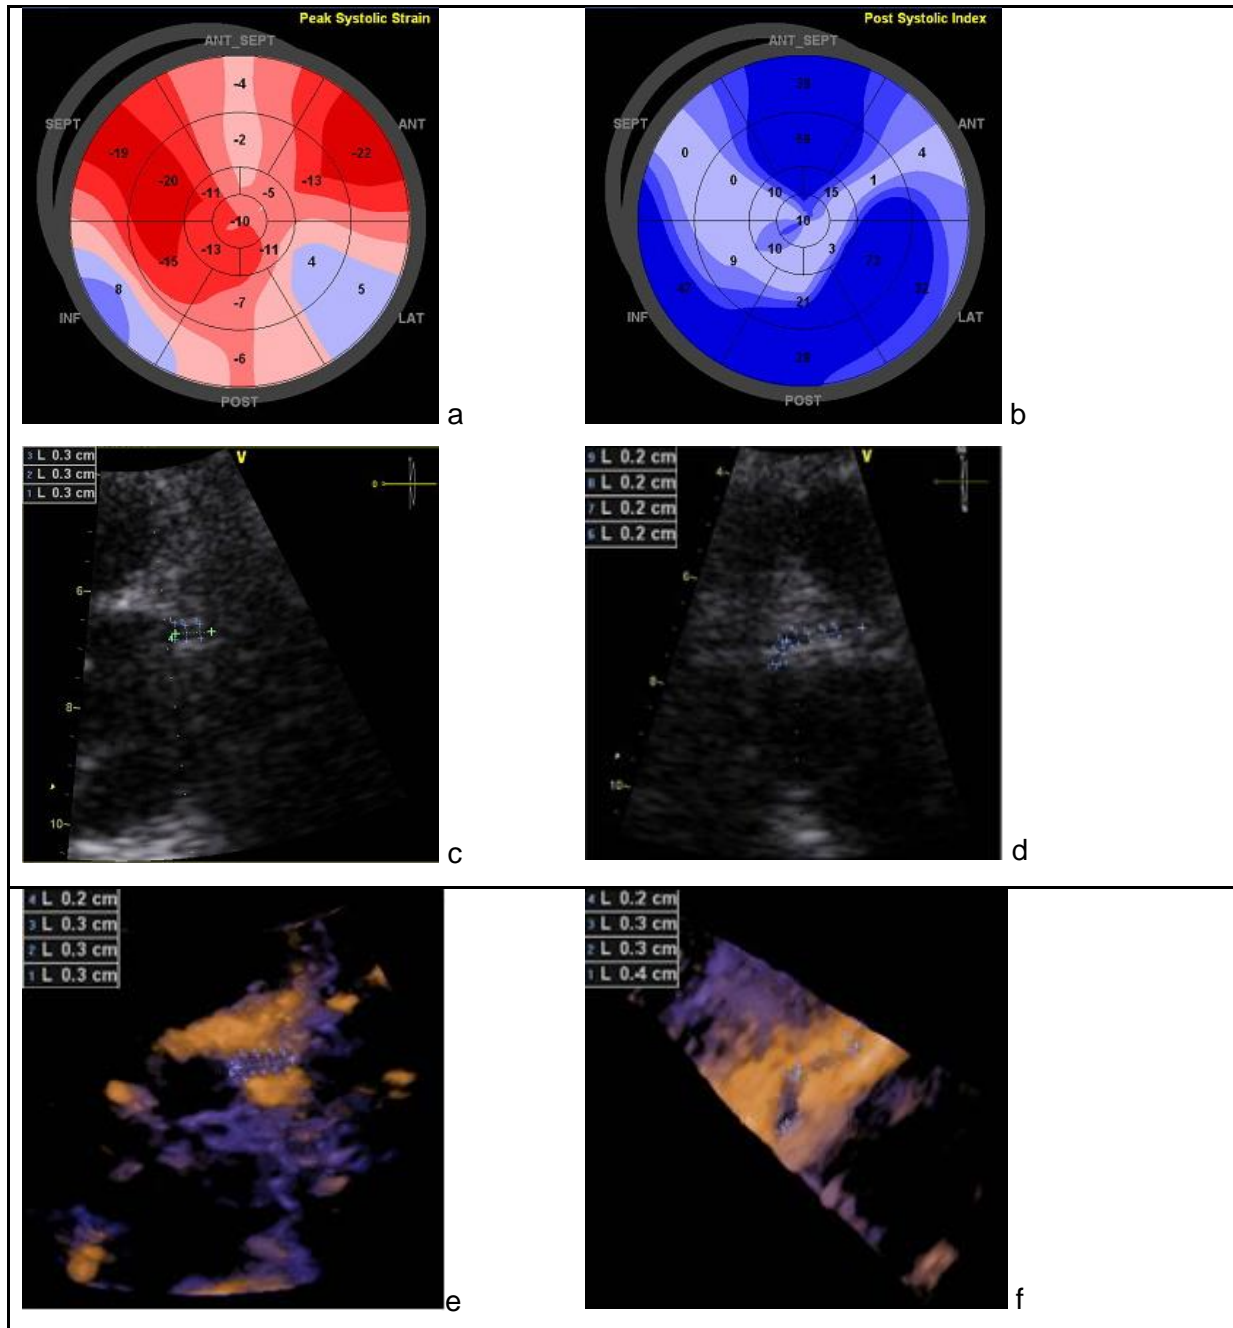 Peak Systolic Strain
ANT_SEPT
-4
SEPT
ANT
-2
-19
-22
-20
-13
-11
-5
-10
-15
-13
-11
4
8
5
INF
-7
LAT
-6
POST
a
Post Systolic Index
ANT_SEPT
SEPT
ANT
0
4
0
1
10
15
10
9
10
3
73
47
32
INF
21
LAT
28
POST
b
3 L 0.3 cm
2 L 0.3 cm
1 L 0.3 cm
V
0
6
8
10
c
9 L 0.2 cm
8 L 0.2 cm
7 L 0.2 cm
6 L 0.2 cm
V
4
6
8
10
d
4 L 0.2 cm
3 L 0.3 cm
2 L 0.3 cm
1 L 0.3 cm
e
4 L 0.2 cm
3 L 0.3 cm
2 L 0.3 cm
1 L 0.4 cm
f